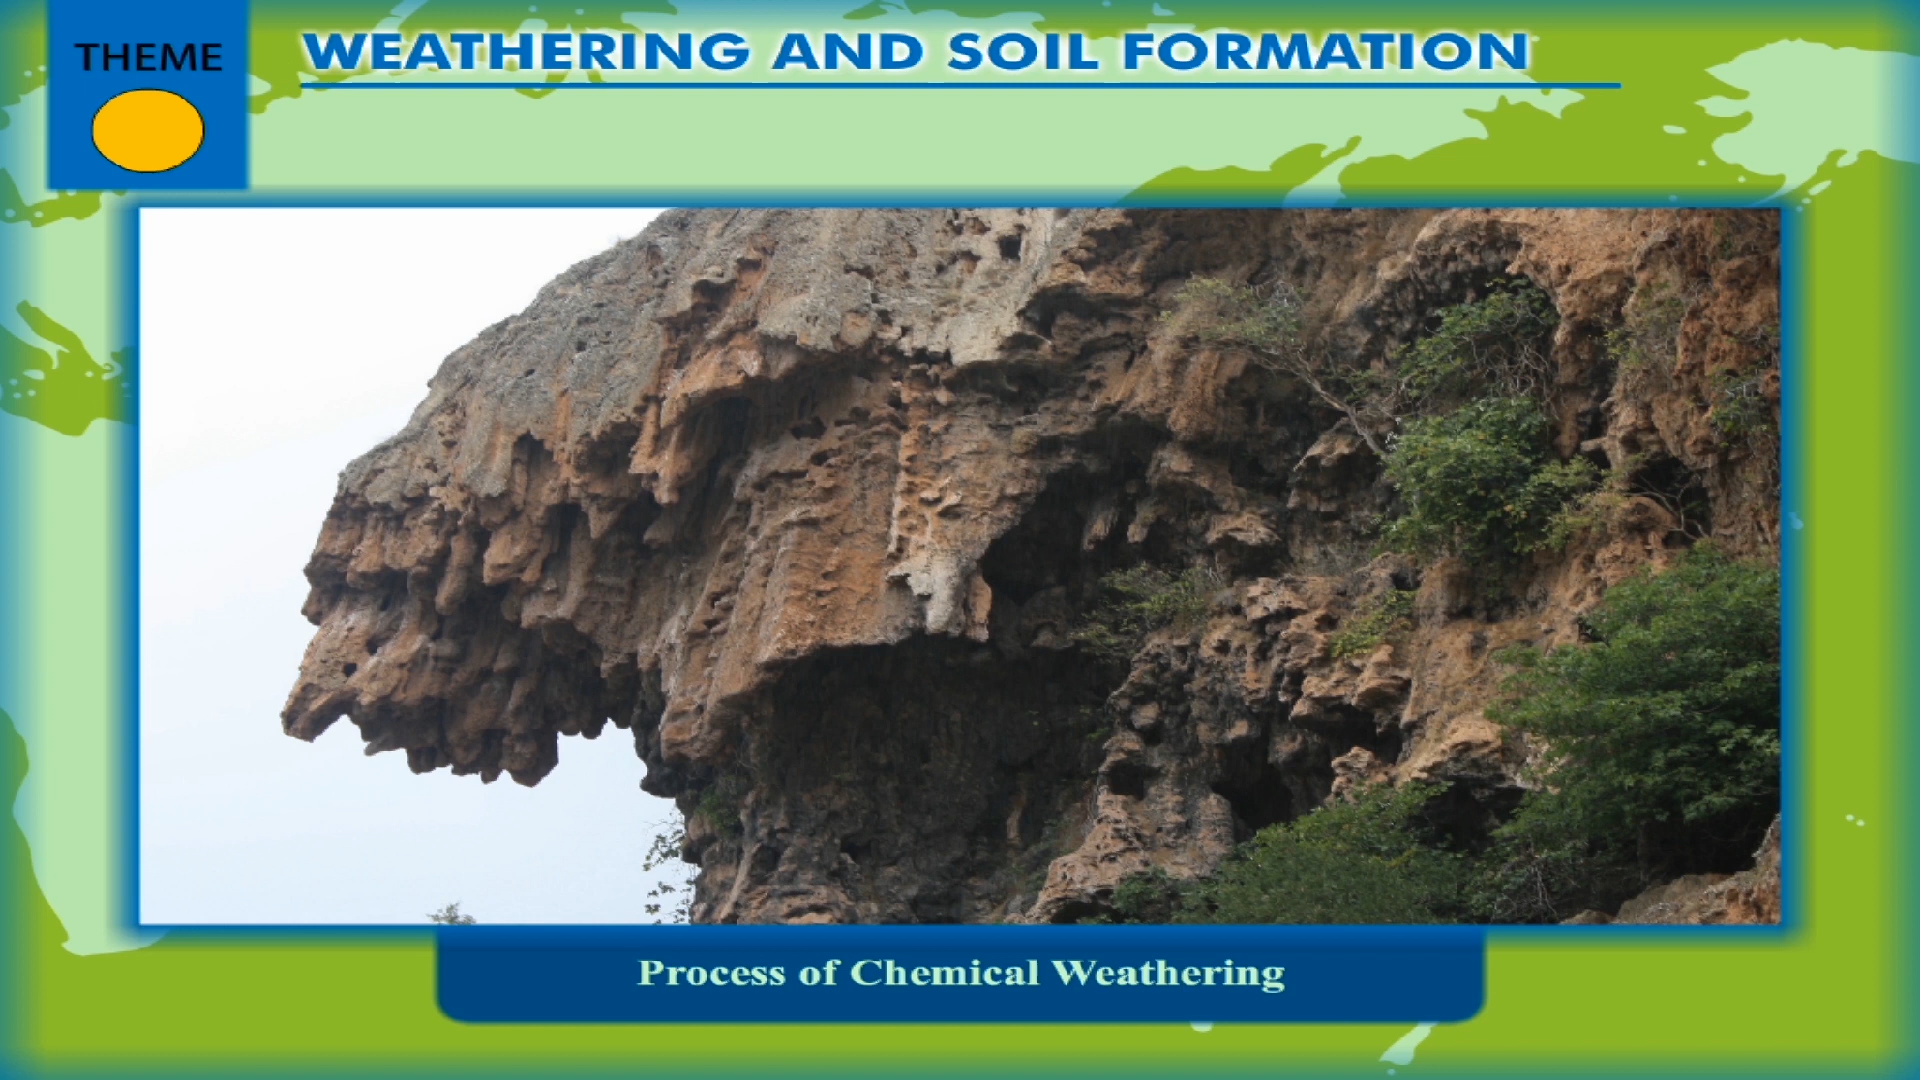 THEME
WEATHERING AND SOIL FORMATION
Process of Chemical Weathering